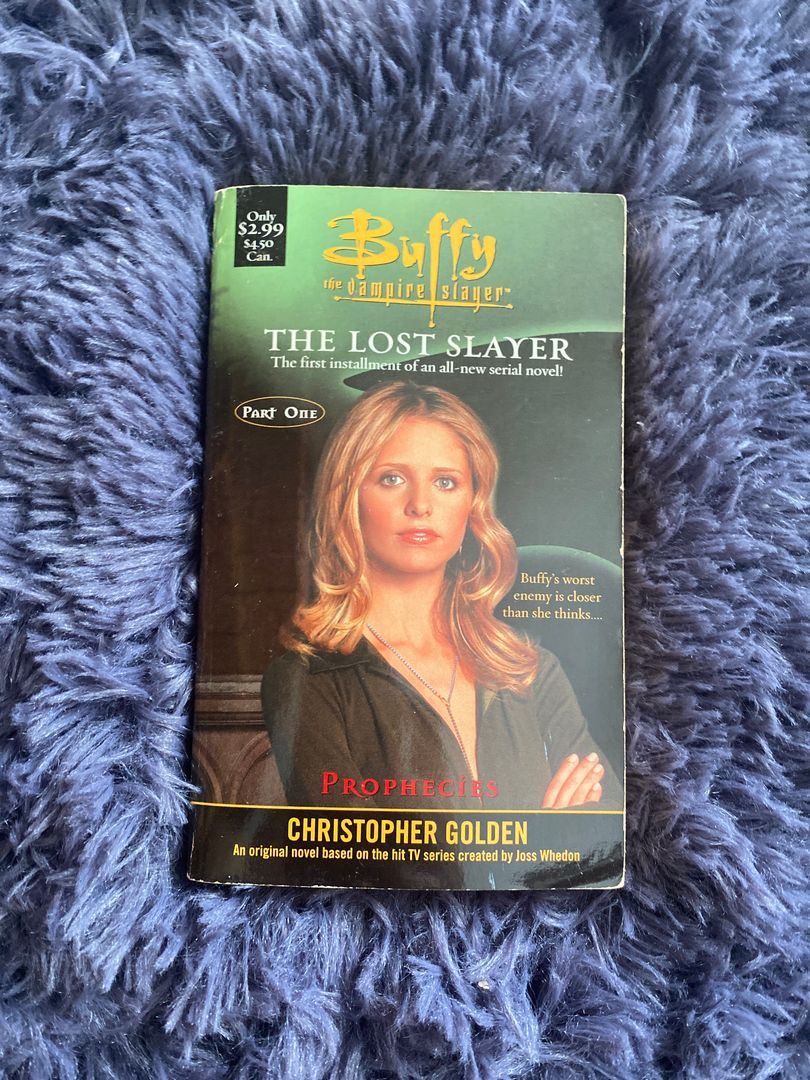 Only
$2.99
$4.50
Can.
Buffy
the vampire slayer™
THE LOST SLAYER
The first installment of an all-new serial novel!
PART ONE
Buffy's worst
enemy is closer
than she thinks....
PROPHECIES
CHRISTOPHER GOLDEN
An original novel based on the hit TV series created by Joss Whedon